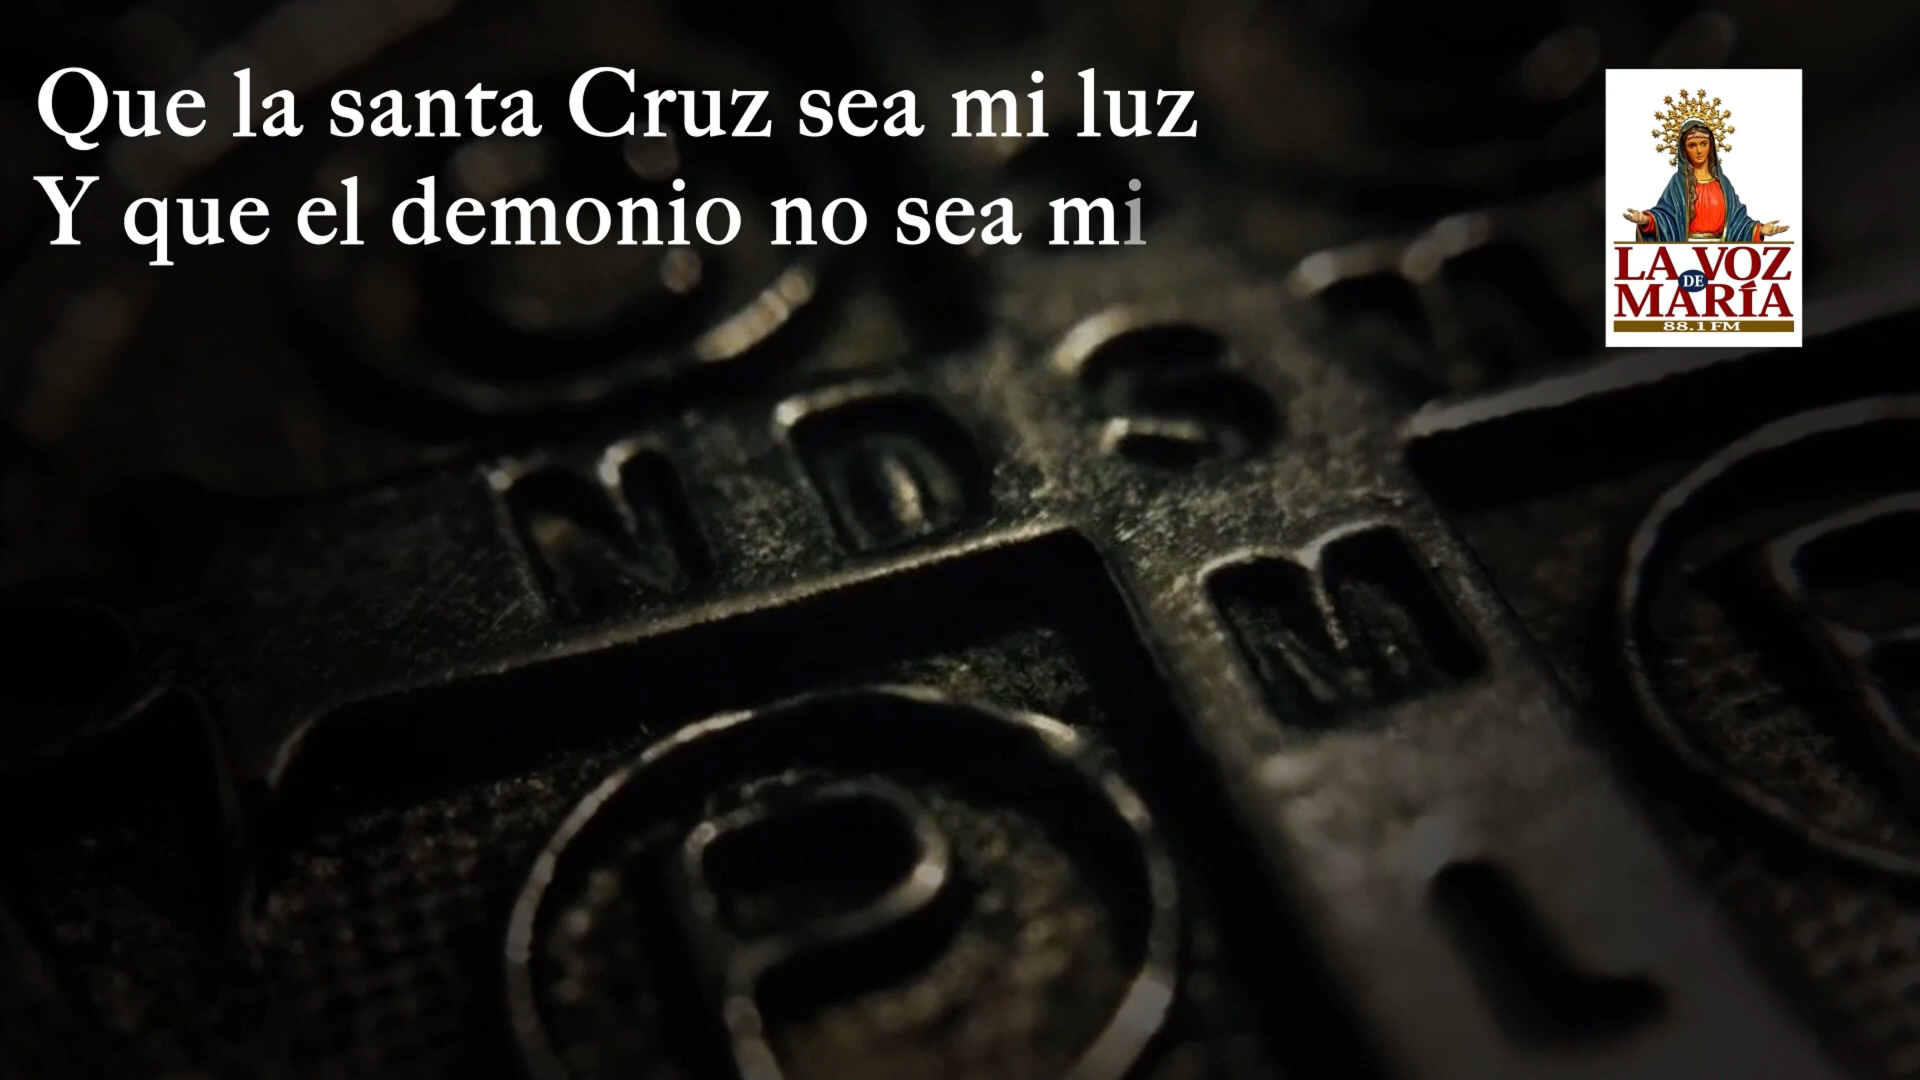 Que la santa Cruz sea mi luz
Y que el demonio no sea mi
LA VOZ
DE
MARÍA
88.1 FM
N D S M
M
P
L